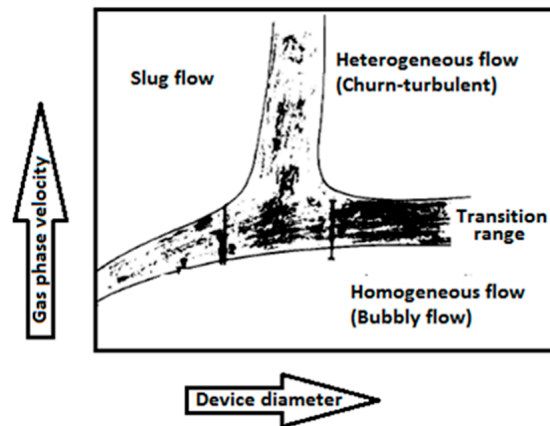 Slug flow
Heterogeneous flow
(Churn-turbulent)
Gas phase velocity
Transition
range
Homogeneous flow
(Bubbly flow)
Device diameter